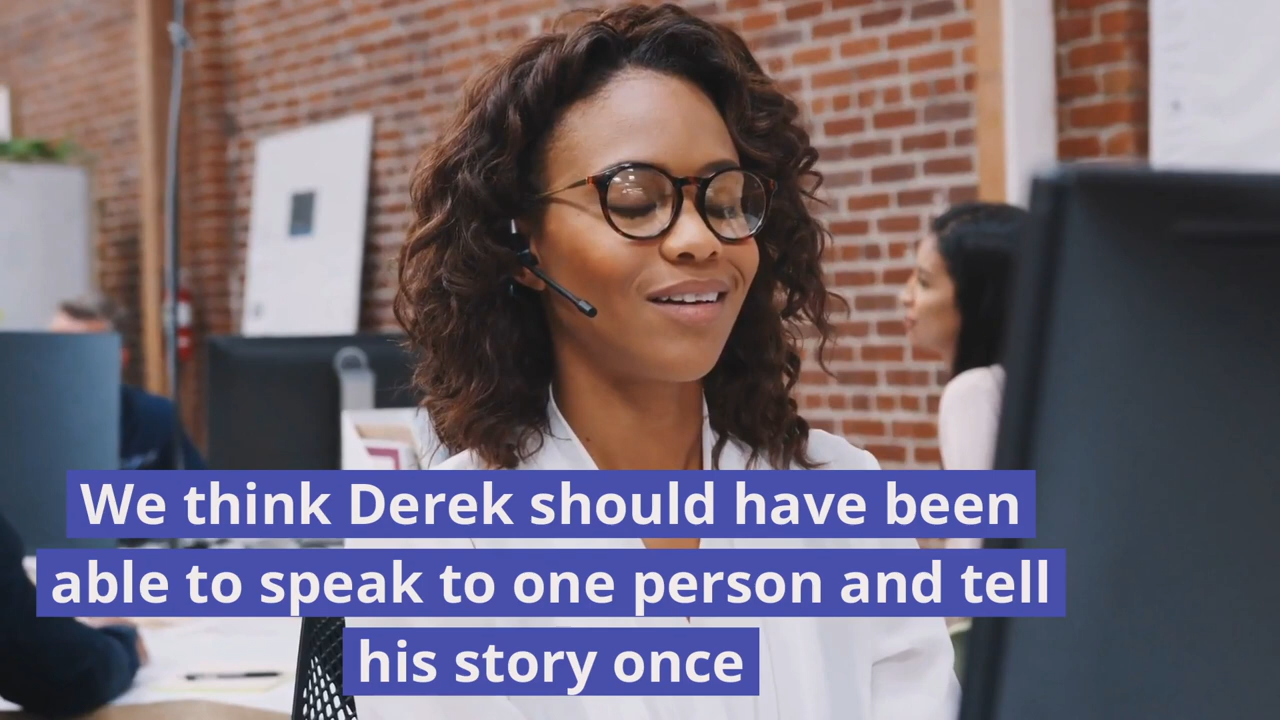 We think Derek should have been
able to speak to one person and tell
his story once